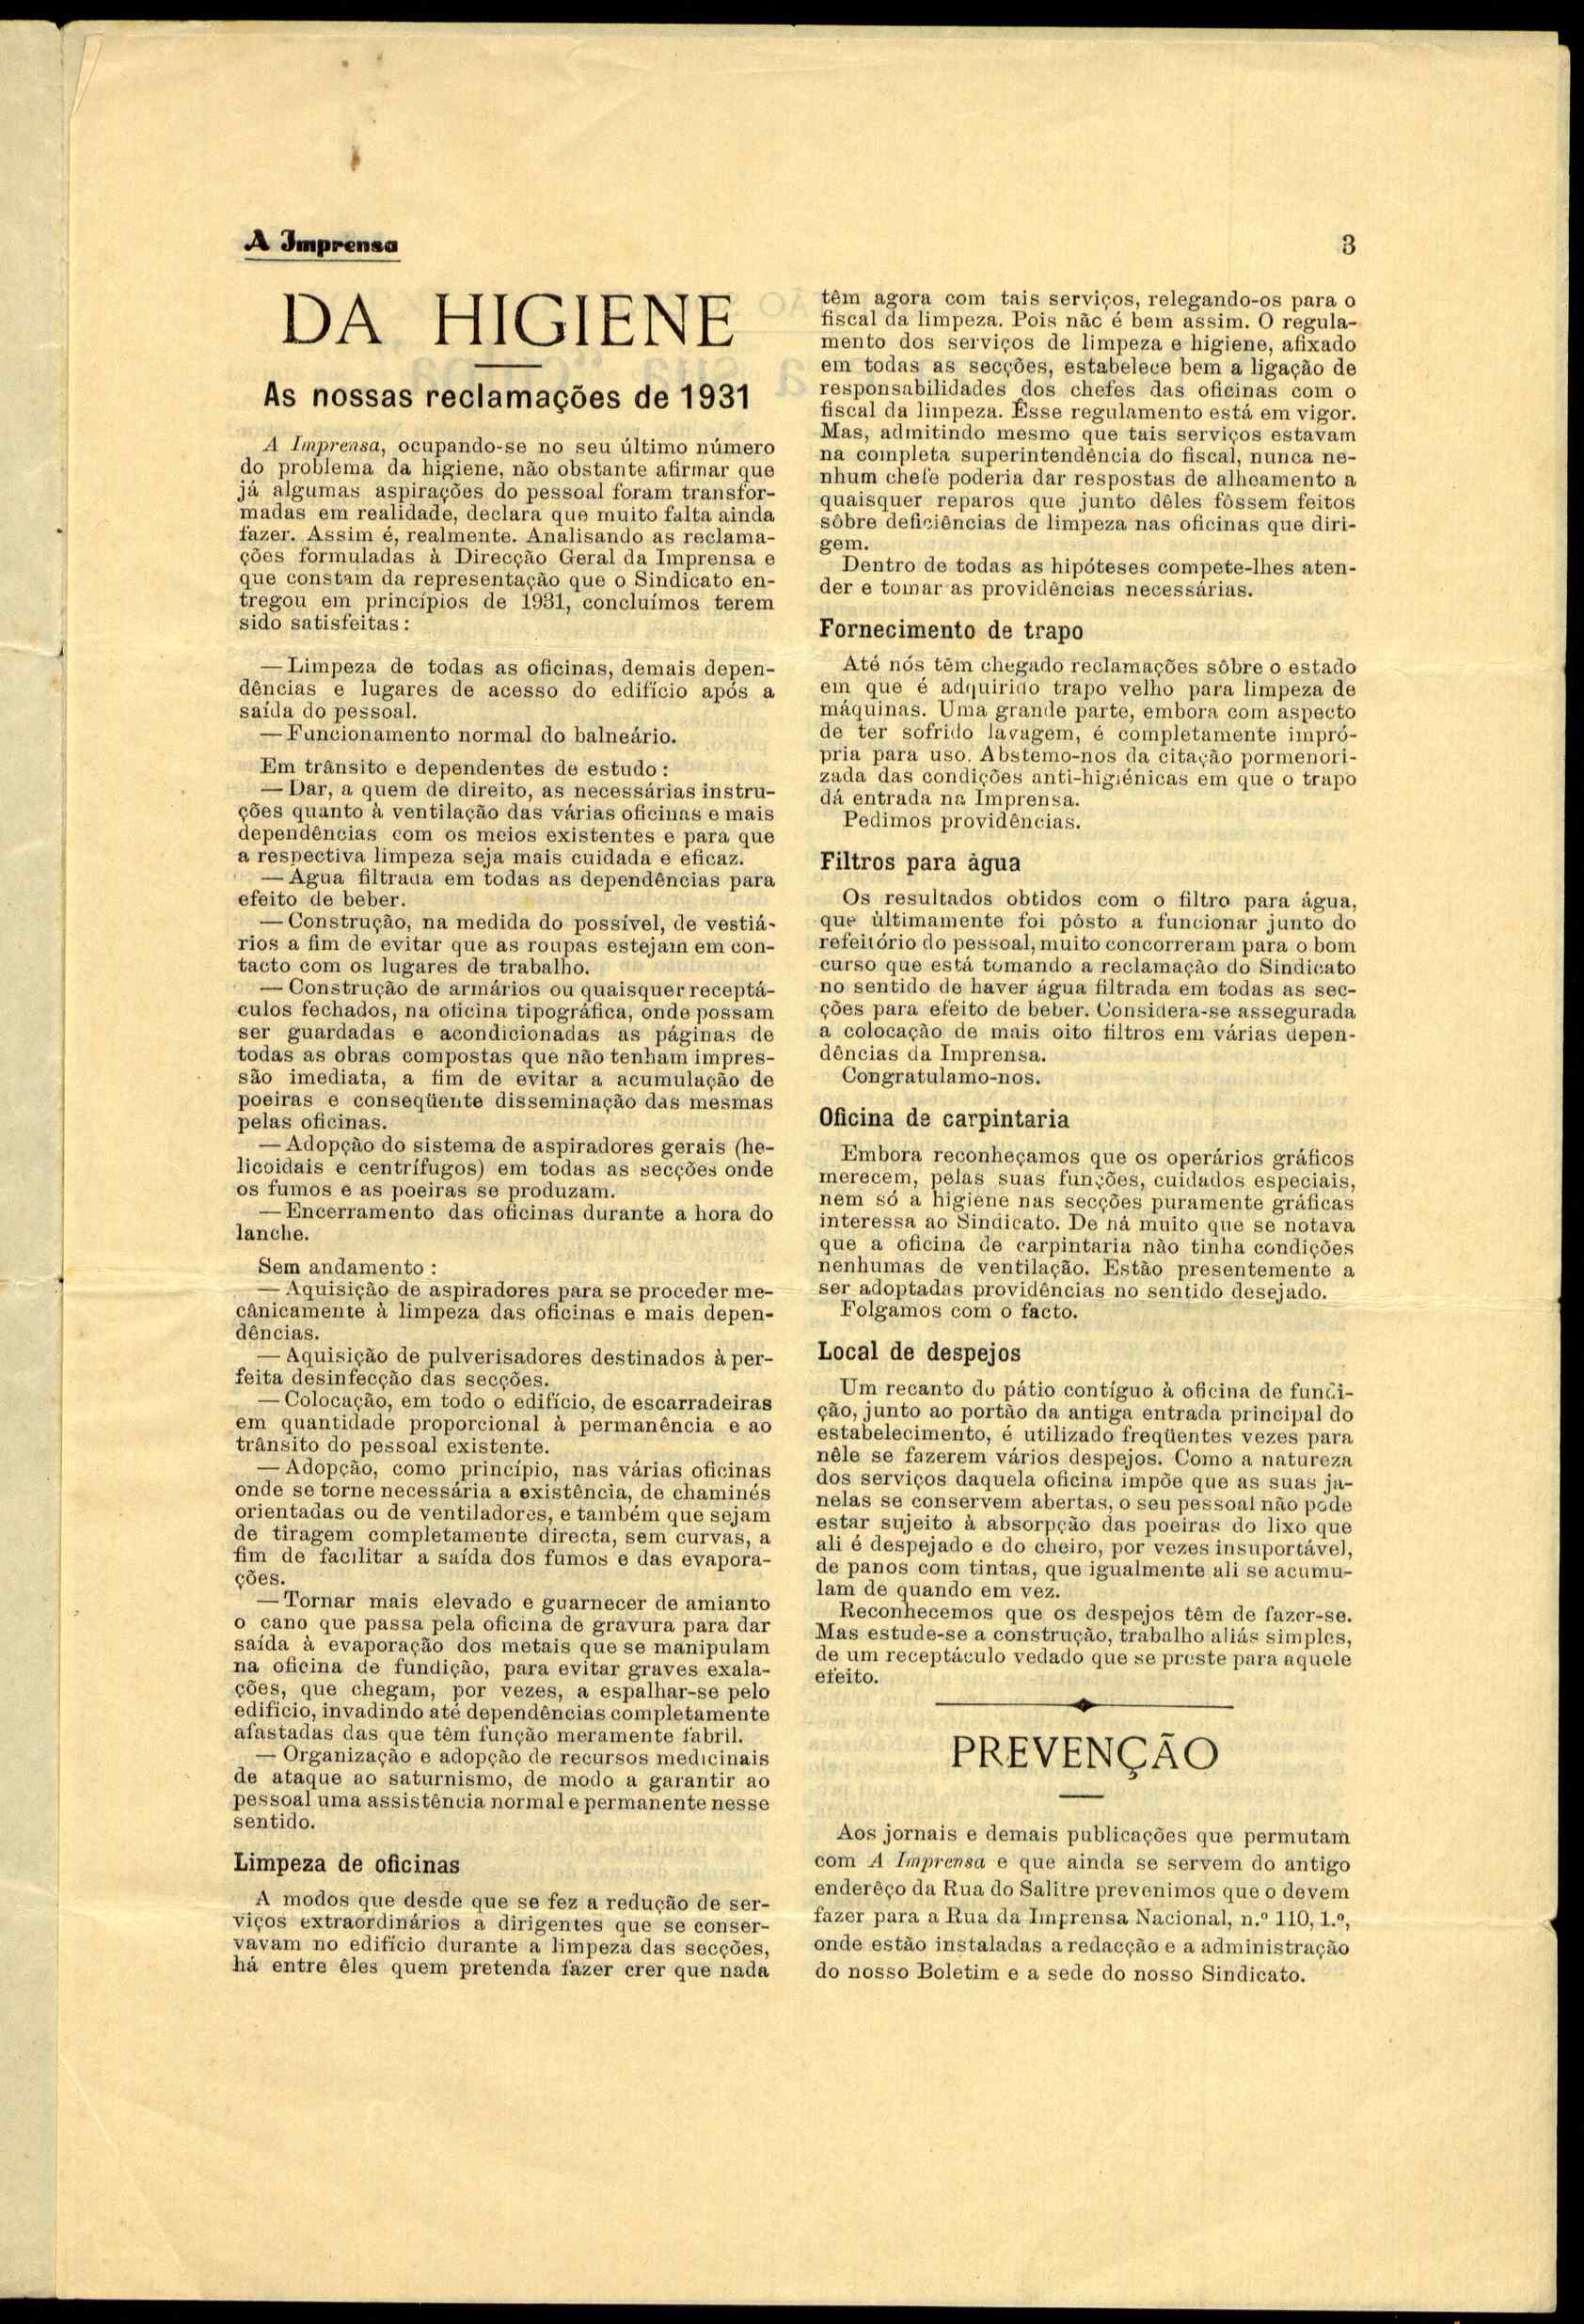 A Imprensa
3
DA HIGIENE
As nossas reclamações de 1931
A Imprensa, ocupando-se no seu último número
do problema da higiene, não obstante afirmar que
já algumas aspirações do pessoal foram transfor-
madas em realidade, declara que muito falta ainda
fazer. Assim é, realmente. Analisando as reclama-
ções formuladas à Direcção Geral da Imprensa e
que constam da representação que o Sindicato en-
tregou em princípios de 1931, concluímos terem
sido satisfeitas:
—Limpeza de todas as oficinas, demais depen-
dências e lugares de acesso do edifício após a
saída do pessoal.
—Funcionamento normal do balneário.
Em trânsito e dependentes de estudo:
—Dar, a quem de direito, as necessárias instru-
ções quanto à ventilação das várias oficinas e mais
dependências com os meios existentes e para que
a respectiva limpeza seja mais cuidada e eficaz.
—Agua filtrada em todas as dependências para
efeito de beber.
—Construção, na medida do possível, de vestiá-
rios a fim de evitar que as roupas estejam em con-
tacto com os lugares de trabalho.
—Construção de armários ou quaisquer receptá-
culos fechados, na oficina tipográfica, onde possam
ser guardadas e acondicionadas as páginas de
todas as obras compostas que não tenham impres-
são imediata, a fim de evitar a acumulação de
poeiras e conseqüente disseminação das mesmas
pelas oficinas.
—Adopção do sistema de aspiradores gerais (he-
licoidais e centrífugos) em todas as secções onde
os fumos e as poeiras se produzam.
—Encerramento das oficinas durante a hora do
lanche.
Sem andamento:
—Aquisição de aspiradores para se proceder me-
cânicamente à limpeza das oficinas e mais depen-
dências.
—Aquisição de pulverisadores destinados à per-
feita desinfecção das secções.
—Colocação, em todo o edifício, de escarradeiras
em quantidade proporcional à permanência e ao
trânsito do pessoal existente.
—Adopção, como princípio, nas várias oficinas
onde se torne necessária a existência, de chaminés
orientadas ou de ventiladores, e também que sejam
de tiragem completamente directa, sem curvas, a
fim de facilitar a saída dos fumos e das evapora-
ções.
—Tornar mais elevado e guarnecer de amianto
o cano que passa pela oficina de gravura para dar
saída à evaporação dos metais que se manipulam
na oficina de fundição, para evitar graves exala-
ções, que chegam, por vezes, a espalhar-se pelo
edifício, invadindo até dependências completamente
afastadas das que têm função meramente fabril.
— Organização e adopção de recursos medicinais
de ataque ao saturnismo, de modo a garantir ao
pessoal uma assistência normal e permanente nesse
sentido.
Limpeza de oficinas
A modos que desde que se fez a redução de ser-
viços extraordinários a dirigentes que se conser-
vavam no edifício durante a limpeza das secções,
há entre êles quem pretenda fazer crer que nada
têm agora com tais serviços, relegando-os para o
fiscal da limpeza. Pois não é bem assim. O regula-
mento dos serviços de limpeza e higiene, afixado
em todas as secções, estabelece bem a ligação de
responsabilidades dos chefes das oficinas com o
fiscal da limpeza. Êsse regulamento está em vigor.
Mas, admitindo mesmo que tais serviços estavam
na completa superintendência do fiscal, nunca ne-
nhum chefe poderia dar respostas de alheamento a
quaisquer reparos que junto dêles fôssem feitos
sôbre deficiências de limpeza nas oficinas que diri-
gem.
Dentro de todas as hipóteses compete-lhes aten-
der e tomar as providências necessárias.
Fornecimento de trapo
Até nós têm chegado reclamações sôbre o estado
em que é adquirido trapo velho para limpeza de
máquinas. Uma grande parte, embora com aspecto
de ter sofrido lavagem, é completamente impró-
pria para uso. Abstemo-nos da citação pormenori-
zada das condições anti-higiénicas em que o trapo
dá entrada na Imprensa.
Pedimos providências.
Filtros para água
Os resultados obtidos com o filtro para água,
que ùltimamente foi pôsto a funcionar junto do
refeitório do pessoal, muito concorreram para o bom
curso que está tomando a reclamação do Sindicato
no sentido de haver água filtrada em todas as sec-
ções para efeito de beber. Considera-se assegurada
a colocação de mais oito filtros em várias depen-
dências da Imprensa.
Congratulamo-nos.
Oficina de carpintaria
Embora reconheçamos que os operários gráficos
merecem, pelas suas funções, cuidados especiais,
nem só a higiene nas secções puramente gráficas
interessa ao Sindicato. De há muito que se notava
que a oficina de carpintaria não tinha condições
nenhumas de ventilação. Estão presentemente a
ser adoptadas providências no sentido desejado.
Folgamos com o facto.
Local de despejos
Um recanto do pátio contíguo à oficina de fundi-
ção, junto ao portão da antiga entrada principal do
estabelecimento, é utilizado freqüentes vezes para
nêle se fazerem vários despejos. Como a natureza
dos serviços daquela oficina impõe que as suas ja-
nelas se conservem abertas, o seu pessoal não pode
estar sujeito à absorpção das poeiras do lixo que
ali é despejado e do cheiro, por vezes insuportável,
de panos com tintas, que igualmente ali se acumu-
lam de quando em vez.
Reconhecemos que os despejos têm de fazer-se.
Mas estude-se a construção, trabalho aliás simples,
de um receptáculo vedado que se preste para aquele
efeito.
PREVENÇÃO
Aos jornais e demais publicações que permutam
com A Imprensa e que ainda se servem do antigo
enderêço da Rua do Salitre prevenimos que o devem
fazer para a Rua da Imprensa Nacional, n.º 110, 1.º,
onde estão instaladas a redacção e a administração
do nosso Boletim e a sede do nosso Sindicato.